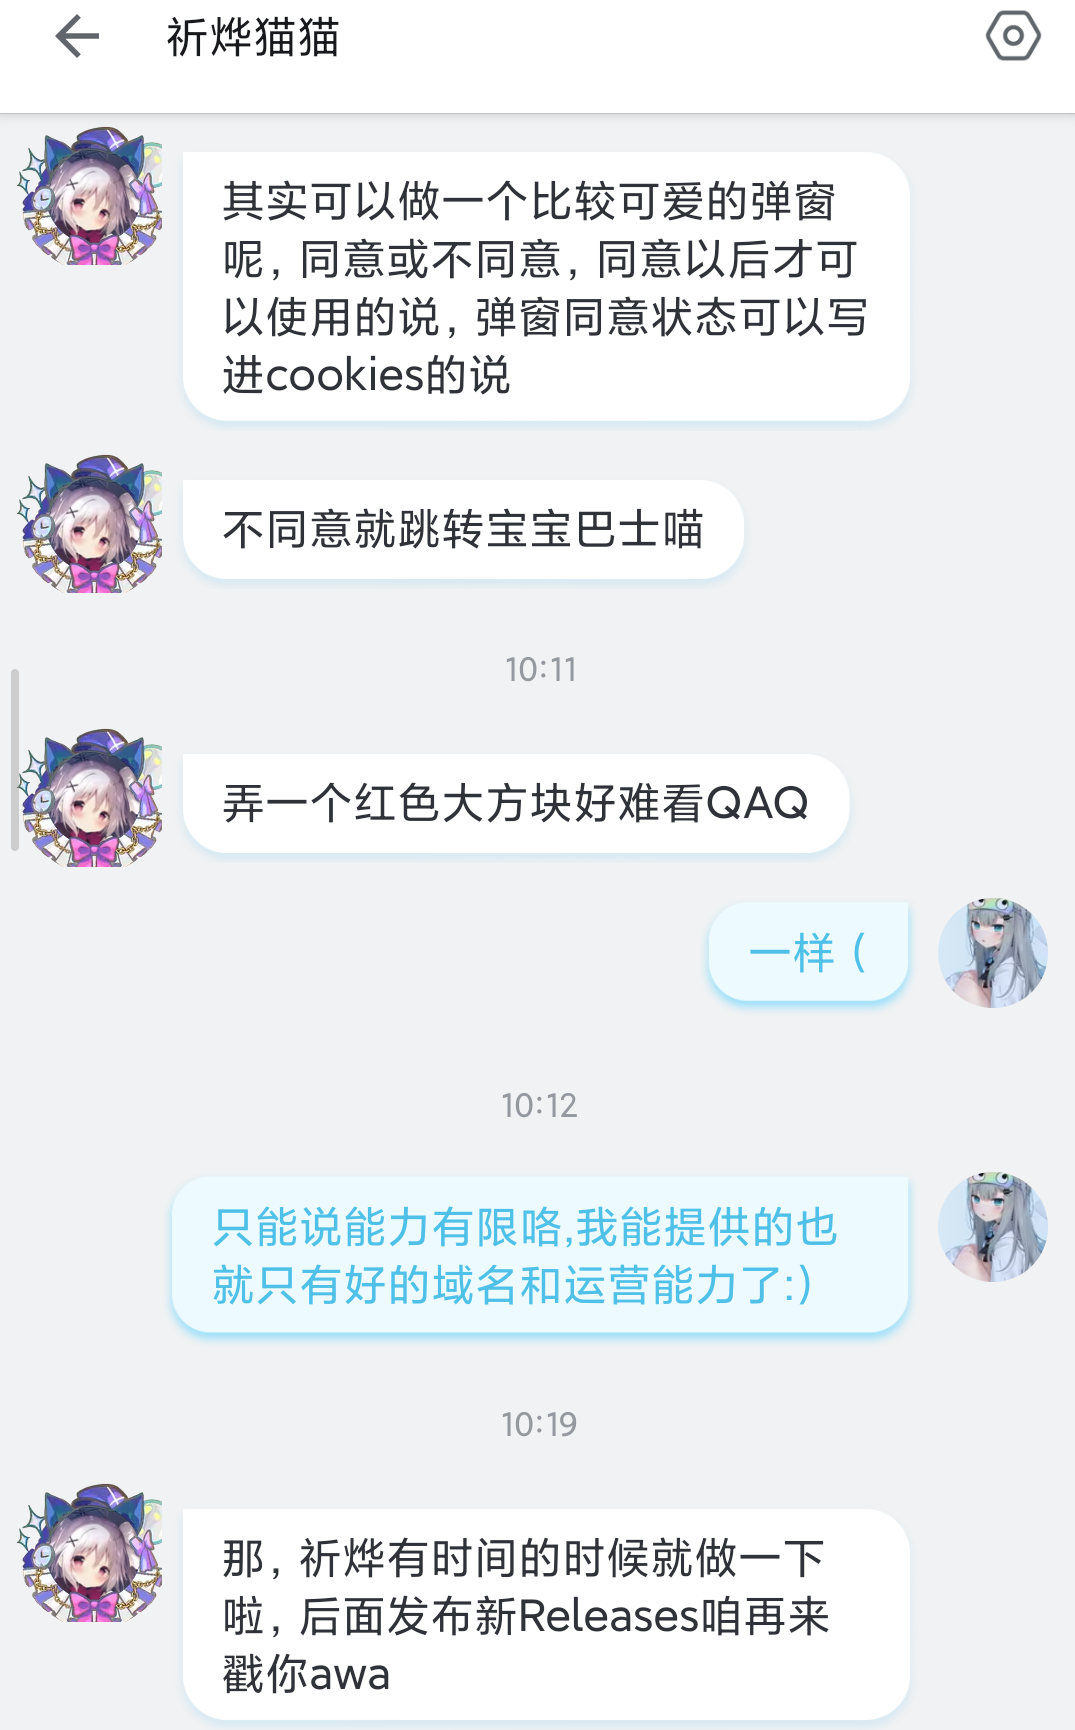 祈烨猫猫
其实可以做一个比较可爱的弹窗
呢，同意或不同意，同意以后才可
以使用的说，弹窗同意状态可以写
进cookies的说
不同意就跳转宝宝巴士喵
10:11
弄一个红色大方块好难看QAQ
一样（
10:12
只能说能力有限咯,我能提供的也
就只有好的域名和运营能力了:)
10:19
那，祈烨有时间的时候就做一下
啦，后面发布新Releases咱再来
戳你awa